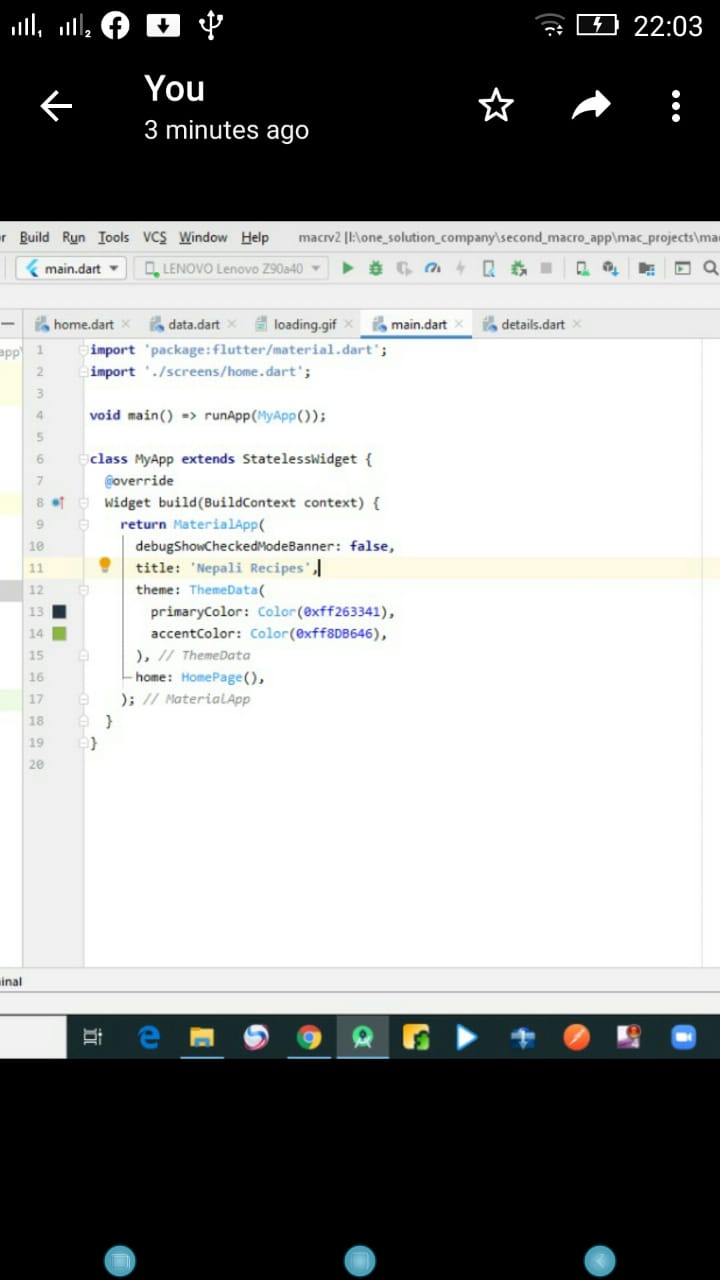 22:03
You
3 minutes ago
r Build Run Tools VCS Window Help macrv2 [I:\one_solution_company\second_macro_app\mac_projects\mac
main.dart LENOVO Lenovo Z90a40
home.dart data.dart loading.gif main.dart details.dart
app
1 import 'package:flutter/material.dart';
2 import './screens/home.dart';
3
4 void main() => runApp(MyApp());
5
6 class MyApp extends StatelessWidget {
7 @override
8 Widget build(BuildContext context) {
9 return MaterialApp(
10 debugShowCheckedModeBanner: false,
11 title: 'Nepali Recipes',
12 theme: ThemeData(
13 primaryColor: Color(0xff263341),
14 accentColor: Color(0xff8DB646),
15 ), // ThemeData
16 home: HomePage(),
17 ); // MaterialApp
18 }
19 }
20
inal